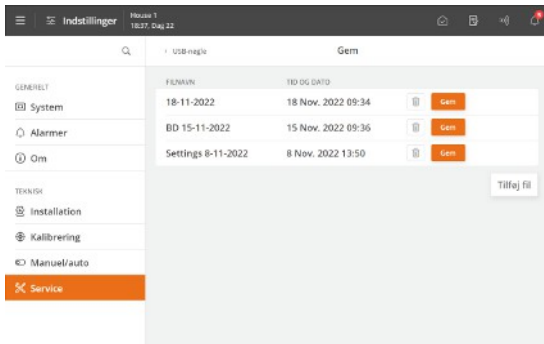 Indstillinger
House 1
18:37, Dag 22
‹ USB-nøgle
Gem
GENERELT
System
Alarmer
Om
TEKNISK
Installation
Kalibrering
Manuel/auto
Service
FILNAVN TID OG DATO
18-11-2022 18 Nov. 2022 09:34 Gem
BD 15-11-2022 15 Nov. 2022 09:36 Gem
Settings 8-11-2022 8 Nov. 2022 13:50 Gem
Tilføj fil